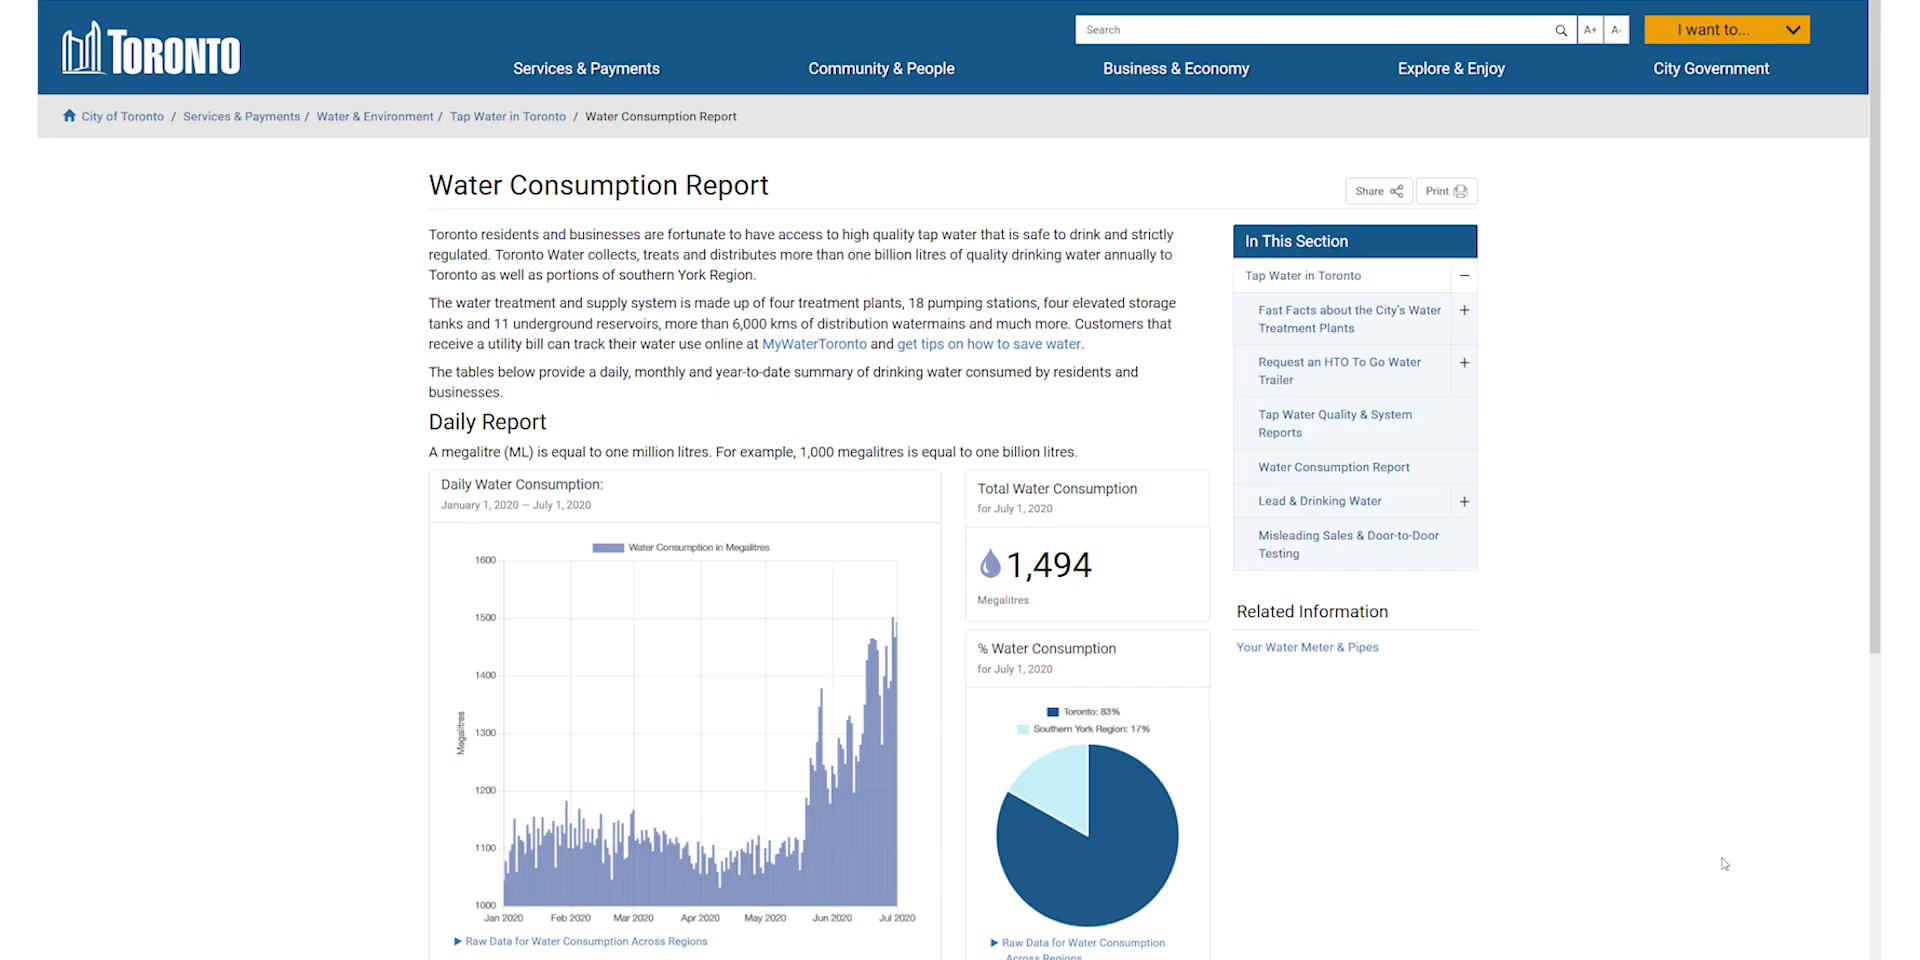 TORONTO
Search
A+
A-
I want to...
Services & Payments
Community & People
Business & Economy
Explore & Enjoy
City Government
City of Toronto / Services & Payments / Water & Environment / Tap Water in Toronto / Water Consumption Report
Water Consumption Report
Share
Print
Toronto residents and businesses are fortunate to have access to high quality tap water that is safe to drink and strictly
regulated. Toronto Water collects, treats and distributes more than one billion litres of quality drinking water annually to
Toronto as well as portions of southern York Region.
The water treatment and supply system is made up of four treatment plants, 18 pumping stations, four elevated storage
tanks and 11 underground reservoirs, more than 6,000 kms of distribution watermains and much more. Customers that
receive a utility bill can track their water use online at MyWaterToronto and get tips on how to save water.
The tables below provide a daily, monthly and year-to-date summary of drinking water consumed by residents and
businesses.
Daily Report
A megalitre (ML) is equal to one million litres. For example, 1,000 megalitres is equal to one billion litres.
Daily Water Consumption:
January 1, 2020 — July 1, 2020
Water Consumption in Megalitres
1600
1500
1400
1300
1200
1100
1000
Megalitres
Jan 2020
Feb 2020
Mar 2020
Apr 2020
May 2020
Jun 2020
Jul 2020
Raw Data for Water Consumption Across Regions
Total Water Consumption
for July 1, 2020
1,494
Megalitres
% Water Consumption
for July 1, 2020
Toronto: 83%
Southern York Region: 17%
Raw Data for Water Consumption
Across Regions
In This Section
Tap Water in Toronto
Fast Facts about the City's Water
Treatment Plants
Request an HTO To Go Water
Trailer
Tap Water Quality & System
Reports
Water Consumption Report
Lead & Drinking Water
Misleading Sales & Door-to-Door
Testing
Related Information
Your Water Meter & Pipes